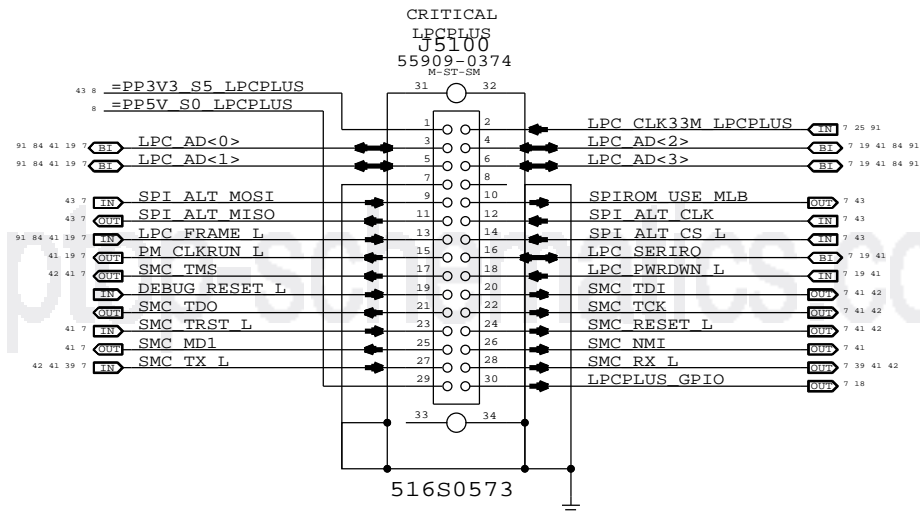 CRITICAL
LPCPLUS
J5100
55909-0374
M-ST-SM
31 32
43 8 =PP3V3_S5_LPCPLUS
8 =PP5V_S0_LPCPLUS
1 2 LPC_CLK33M_LPCPLUS IN 7 25 91
91 84 41 19 7 BI LPC_AD<0> 3 4 LPC_AD<2> BI 7 19 41 84 91
91 84 41 19 7 BI LPC_AD<1> 5 6 LPC_AD<3> BI 7 19 41 84 91
7 8
43 7 IN SPI_ALT_MOSI 9 10 SPIROM_USE_MLB OUT 7 43
43 7 OUT SPI_ALT_MISO 11 12 SPI_ALT_CLK IN 7 43
91 84 41 19 7 IN LPC_FRAME_L 13 14 SPI_ALT_CS_L IN 7 43
41 19 7 OUT PM_CLKRUN_L 15 16 LPC_SERIRQ BI 7 19 41
42 41 7 OUT SMC_TMS 17 18 LPC_PWRDWN_L IN 7 19 41
IN DEBUG_RESET_L 19 20 SMC_TDI OUT 7 41 42
OUT SMC_TDO 21 22 SMC_TCK OUT 7 41 42
41 7 IN SMC_TRST_L 23 24 SMC_RESET_L OUT 7 41 42
41 7 OUT SMC_MD1 25 26 SMC_NMI OUT 7 41
42 41 39 7 IN SMC_TX_L 27 28 SMC_RX_L OUT 7 39 41 42
29 30 LPCPLUS_GPIO OUT 7 18
33 34
516S0573